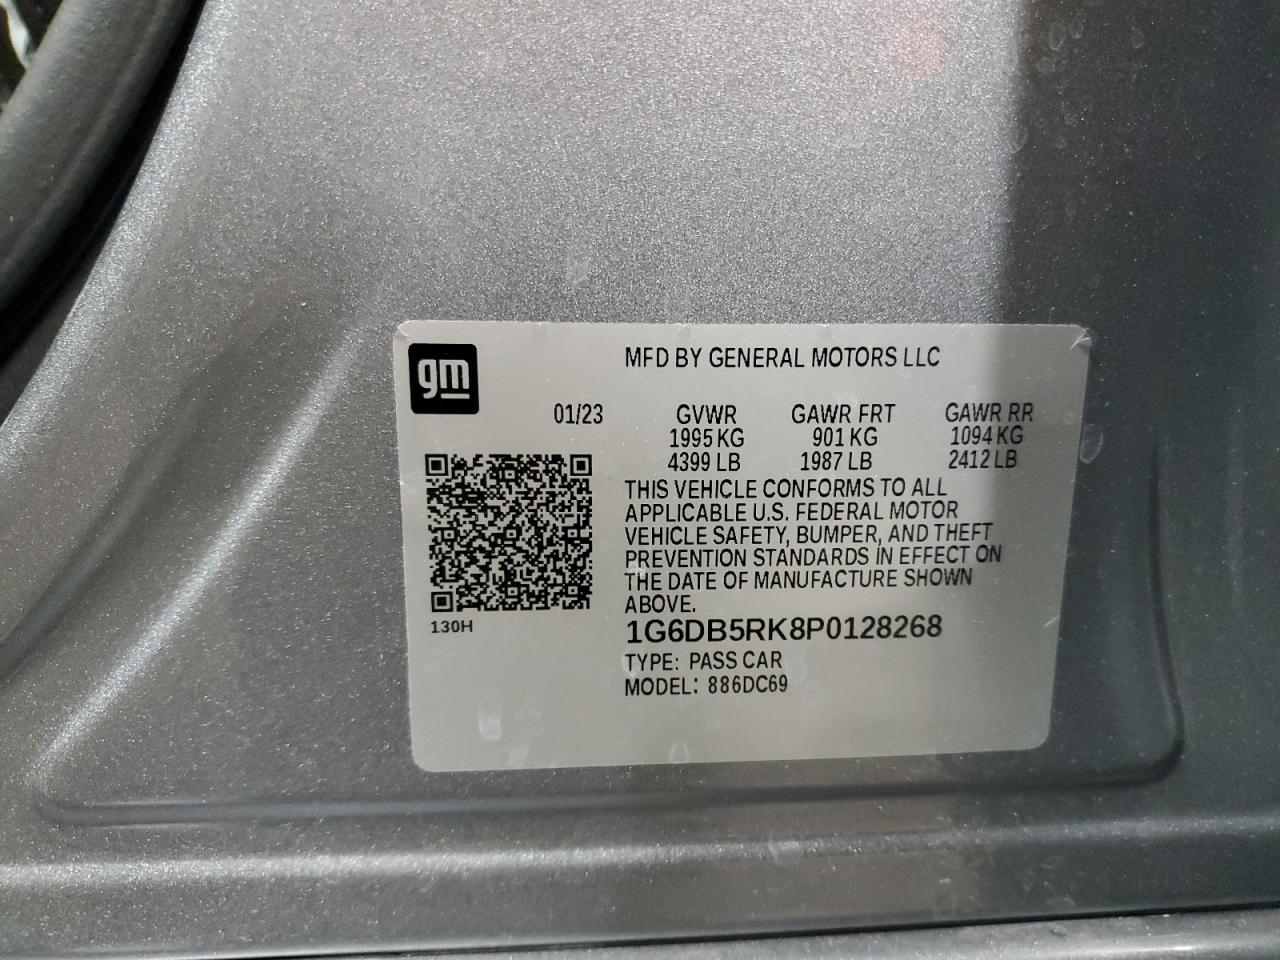 gm
MFD BY GENERAL MOTORS LLC
01/23 GVWR GAWR FRT GAWR RR
1995 KG 901 KG 1094 KG
4399 LB 1987 LB 2412 LB
THIS VEHICLE CONFORMS TO ALL
APPLICABLE U.S. FEDERAL MOTOR
VEHICLE SAFETY, BUMPER, AND THEFT
PREVENTION STANDARDS IN EFFECT ON
THE DATE OF MANUFACTURE SHOWN
ABOVE.
130H
1G6DB5RK8P0128268
TYPE: PASS CAR
MODEL: 886DC69